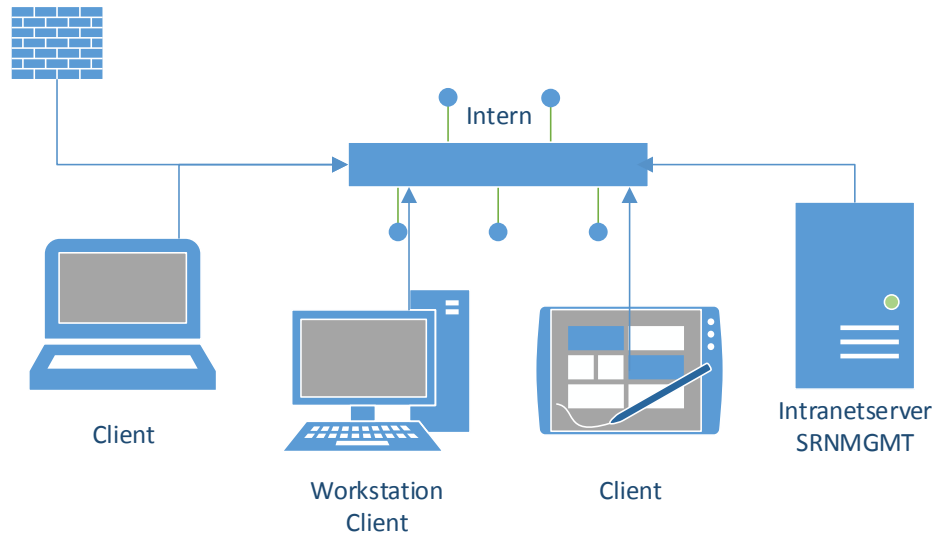 Intern
Client
Workstation
Client
Client
Intranetserver
SRNMGMT